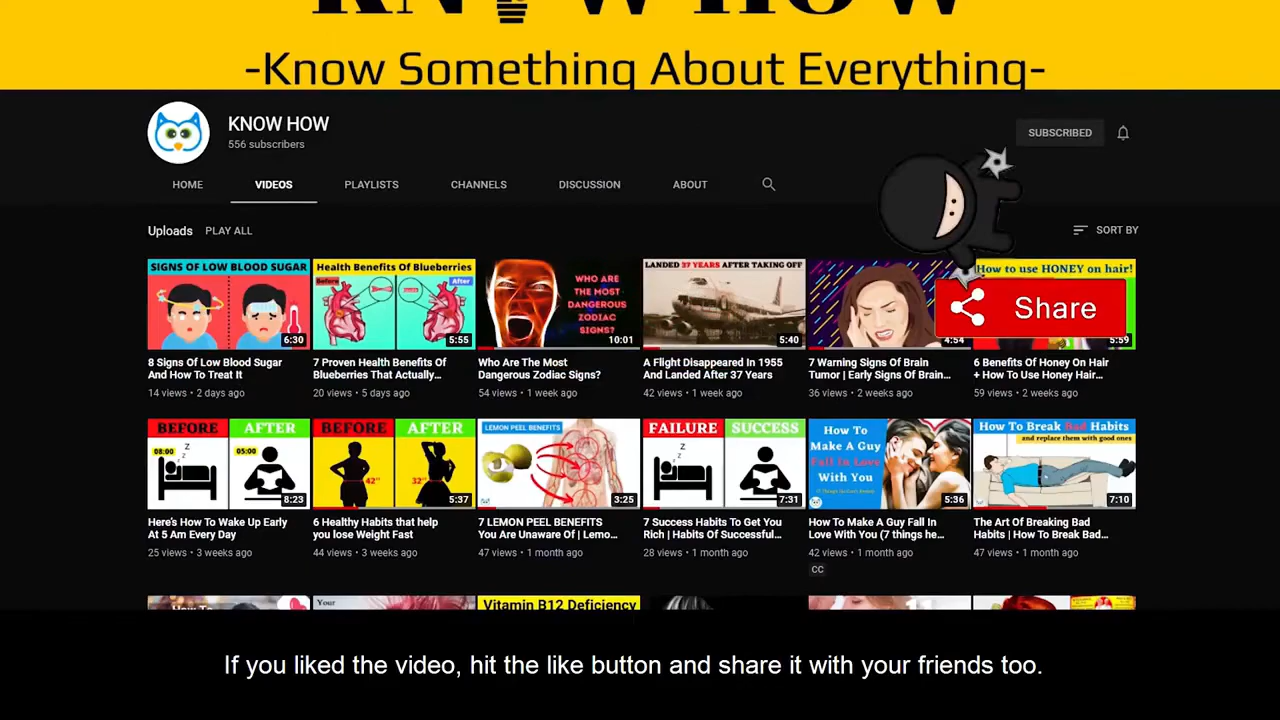 KNOW HOW
-Know Something About Everything-
KNOW HOW
556 subscribers
SUBSCRIBED
HOME VIDEOS PLAYLISTS CHANNELS DISCUSSION ABOUT
Uploads PLAY ALL
SORT BY
SIGNS OF LOW BLOOD SUGAR
6:30
Health Benefits Of Blueberries
Before
After
5:55
WHO ARE
THE MOST
DANGEROUS
ZODIAC
SIGNS?
10:01
LANDED 37 YEARS AFTER TAKING OFF
5:40
4:54
How to use HONEY on hair!
Share
5:59
8 Signs Of Low Blood Sugar
And How To Treat It
14 views • 2 days ago
7 Proven Health Benefits Of
Blueberries That Actually...
20 views • 5 days ago
Who Are The Most
Dangerous Zodiac Signs?
54 views • 1 week ago
A Flight Disappeared In 1955
And Landed After 37 Years
42 views • 1 week ago
7 Warning Signs Of Brain
Tumor | Early Signs Of Brain...
36 views • 2 weeks ago
6 Benefits Of Honey On Hair
+ How To Use Honey Hair...
59 views • 2 weeks ago
BEFORE AFTER
08:00
05:00
8:23
BEFORE AFTER
42"
32"
5:37
LEMON PEEL BENEFITS
3:25
FAILURE SUCCESS
7:31
How To
Make A Guy
Fall In Love
With You
5:36
How To Break Bad Habits
and replace them with good ones
7:10
Here's How To Wake Up Early
At 5 Am Every Day
25 views • 3 weeks ago
6 Healthy Habits that help
you lose Weight Fast
44 views • 3 weeks ago
7 LEMON PEEL BENEFITS
You Are Unaware Of | Lemo...
47 views • 1 month ago
7 Success Habits To Get You
Rich | Habits Of Successful...
28 views • 1 month ago
How To Make A Guy Fall In
Love With You (7 things he...
42 views • 1 month ago
CC
The Art Of Breaking Bad
Habits | How To Break Bad...
47 views • 1 month ago
How To
Your
Vitamin B12 Deficiency
If you liked the video, hit the like button and share it with your friends too.